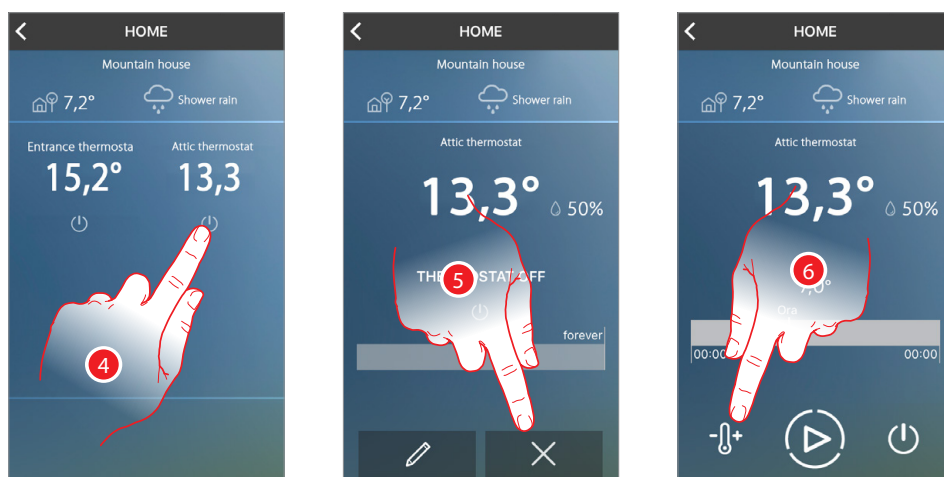 HOME
Mountain house
7,2° Shower rain
Entrance thermosta Attic thermostat
15,2° 13,3
4
HOME
Mountain house
7,2° Shower rain
Attic thermostat
13,3° 50%
5
OFF
forever
HOME
Mountain house
7,2° Shower rain
Attic thermostat
13,3° 50%
6
Ora
00:00 00:00